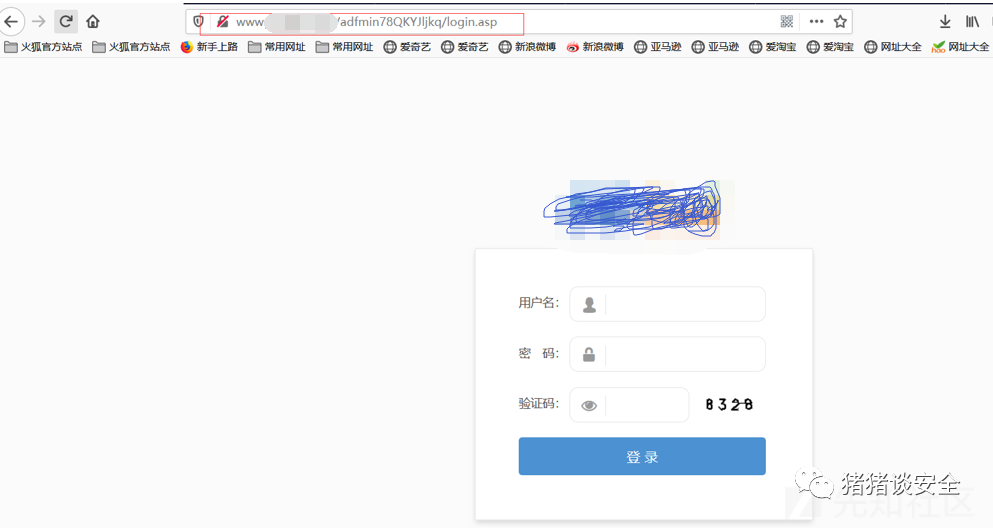 www. /adfmin78QKYJIjkq/login.asp
火狐官方站点 火狐官方站点 新手上路 常用网址 常用网址 爱奇艺 爱奇艺 新浪微博 新浪微博 亚马逊 亚马逊 爱淘宝 爱淘宝 网址大全 网址大全
用户名：
密 码：
验证码： 8328
登 录
猪猪谈安全
先知社区